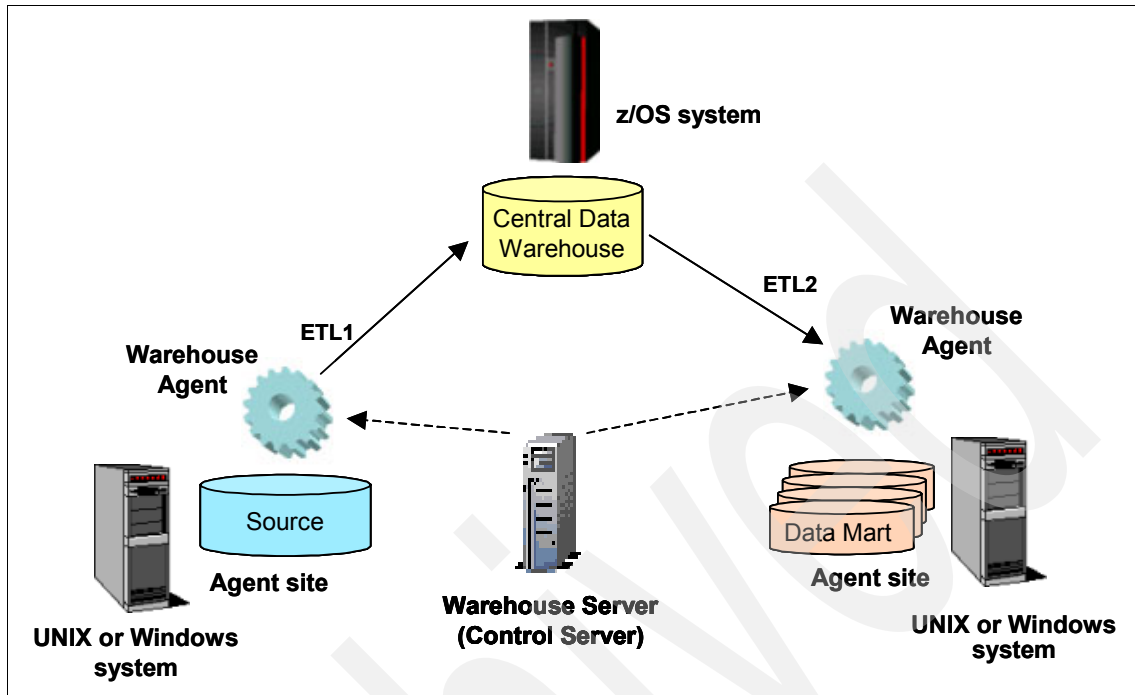 z/OS system
Central Data
Warehouse
ETL1
ETL2
Warehouse
Agent
Warehouse
Agent
Source
Agent site
UNIX or Windows
system
Warehouse Server
(Control Server)
Data Mart
Agent site
UNIX or Windows
system